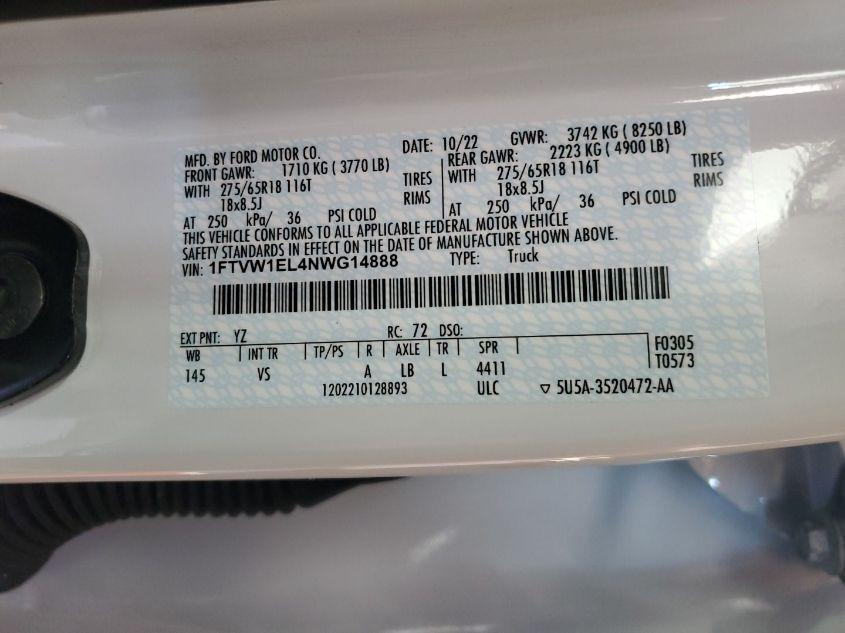 MFD. BY FORD MOTOR CO. DATE: 10/22 GVWR: 3742 KG ( 8250 LB)
FRONT GAWR: 1710 KG ( 3770 LB) REAR GAWR: 2223 KG ( 4900 LB)
WITH 275/65R18 116T TIRES WITH 275/65R18 116T TIRES
18x8.5J RIMS 18x8.5J RIMS
AT 250 kPa/ 36 PSI COLD AT 250 kPa/ 36 PSI COLD
THIS VEHICLE CONFORMS TO ALL APPLICABLE FEDERAL MOTOR VEHICLE
SAFETY STANDARDS IN EFFECT ON THE DATE OF MANUFACTURE SHOWN ABOVE.
VIN: 1FTVW1EL4NWG14888 TYPE: Truck
EXT PNT: YZ RC: 72 DSO:
WB INT TR TP/PS R AXLE TR SPR F0305
145 VS A LB L 4411 T0573
1202210128893 ULC ▽ 5U5A-3520472-AA